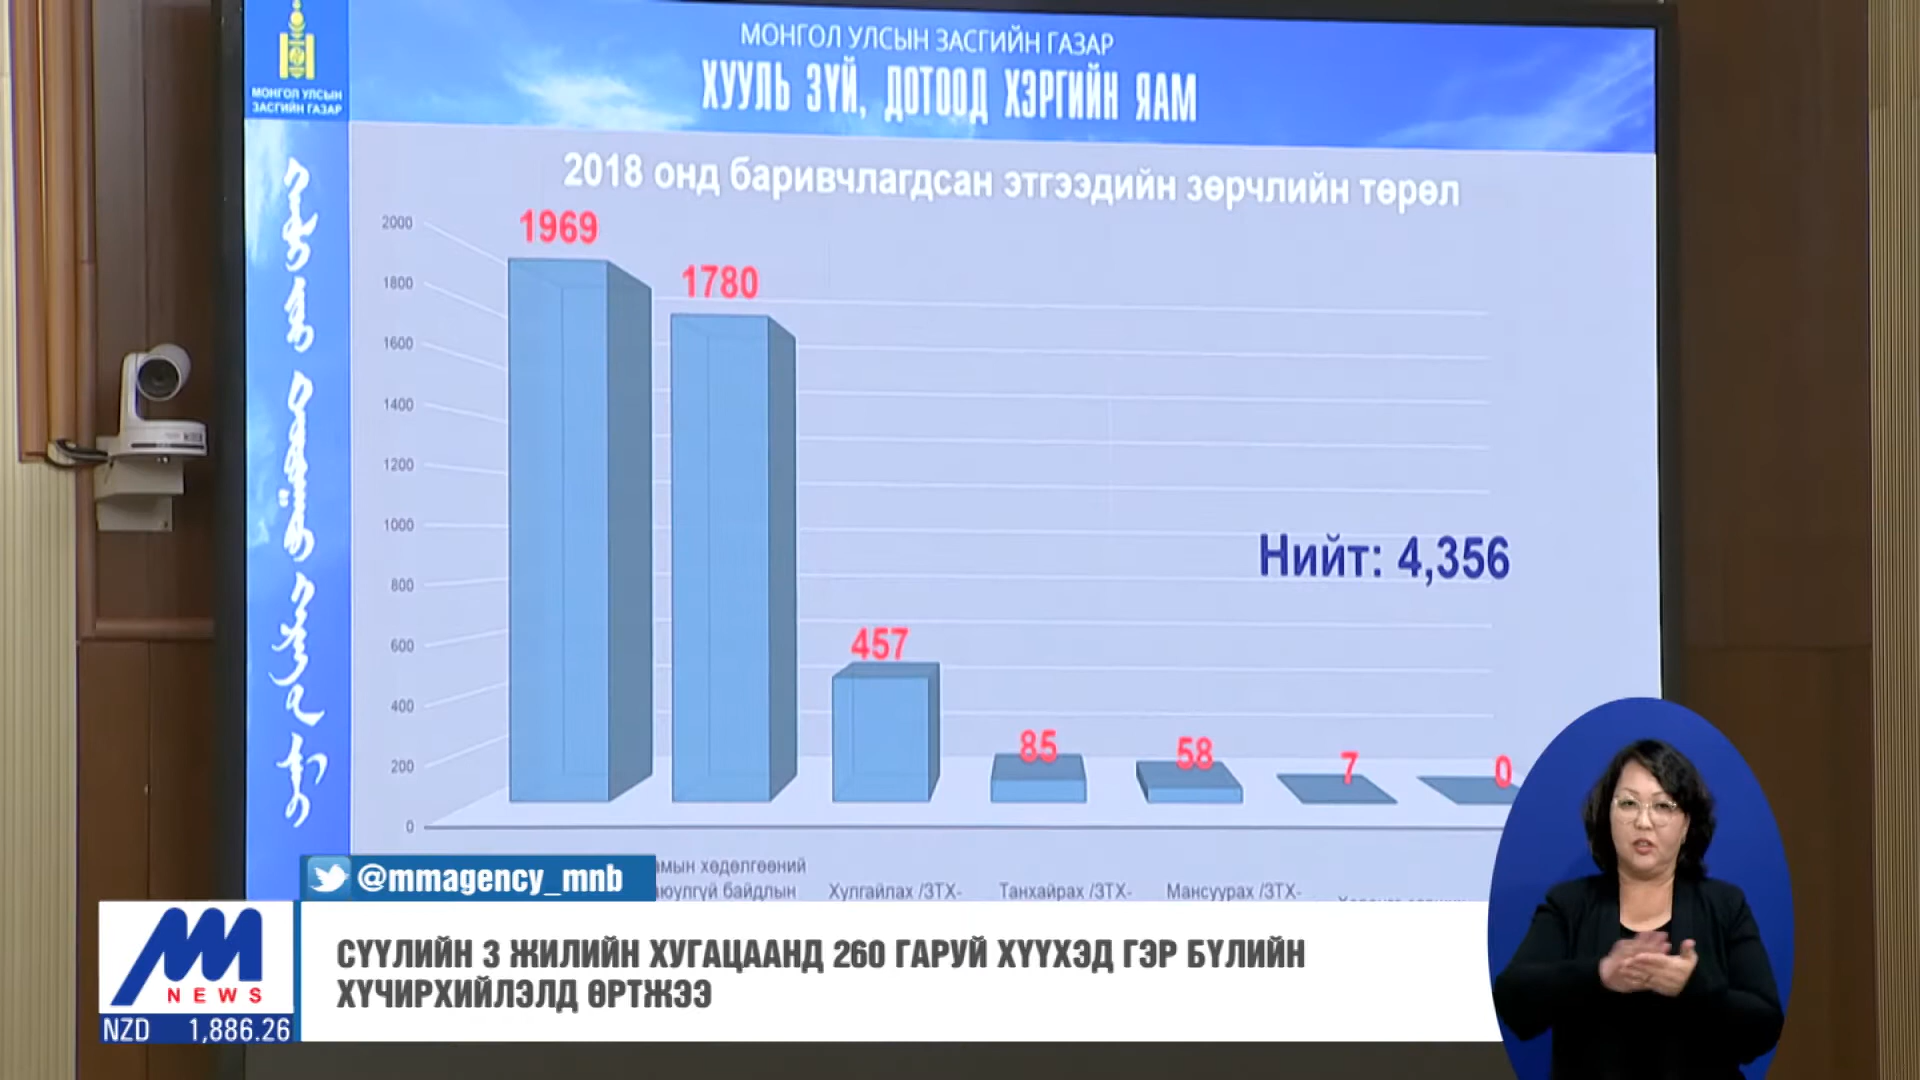 МОНГОЛ УЛСЫН
ЗАСГИЙН ГАЗАР
МОНГОЛ УЛСЫН ЗАСГИЙН ГАЗАР
ХУУЛЬ ЗҮЙ, ДОТООД ХЭРГИЙН ЯАМ
2018 онд баривчлагдсан этгээдийн зөрчлийн төрөл
2000
1800
1600
1400
1200
1000
800
600
400
200
0
1969
1780
457
85
58
7
0
Нийт: 4,356
хөдөлгөөний
байдлын
Хулгайлах /ЗТХ-
Танхайрах /ЗТХ-
Мансуурах /ЗТХ-
@mmagency_mnb
СҮҮЛИЙН 3 ЖИЛИЙН ХУГАЦААНД 260 ГАРУЙ ХҮҮХЭД ГЭР БҮЛИЙН
ХҮЧИРХИЙЛЭЛД ӨРТЖЭЭ
MM
NEWS
NZD 1,886.26